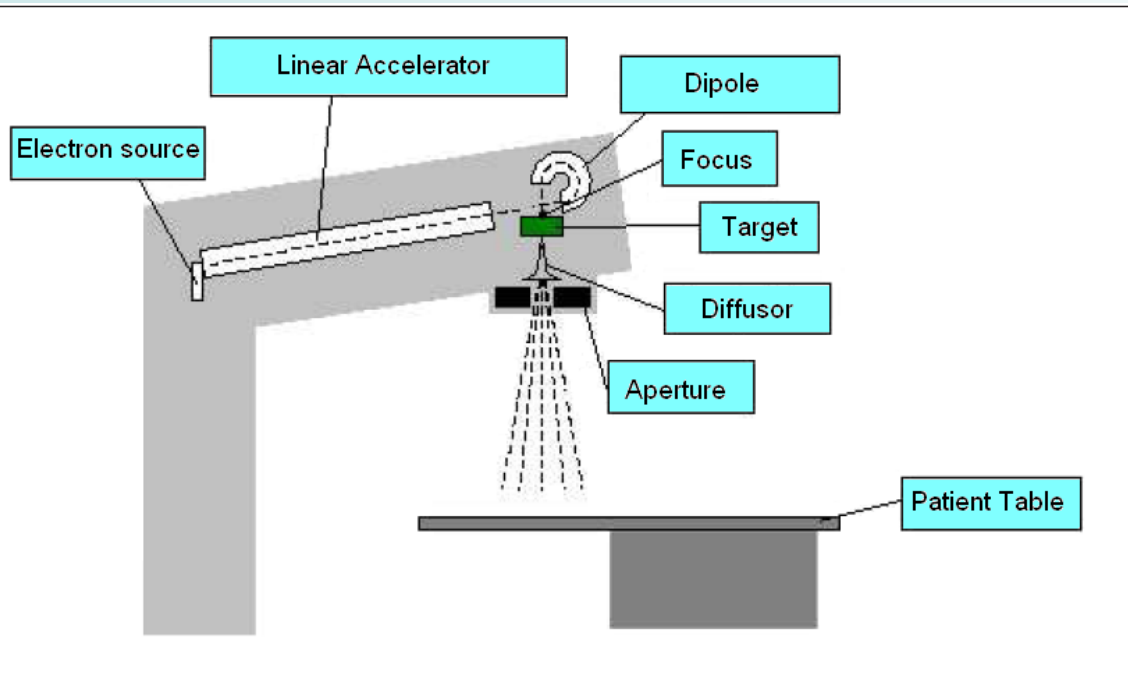 Linear Accelerator
Dipole
Electron source
Focus
Target
Diffusor
Aperture
Patient Table